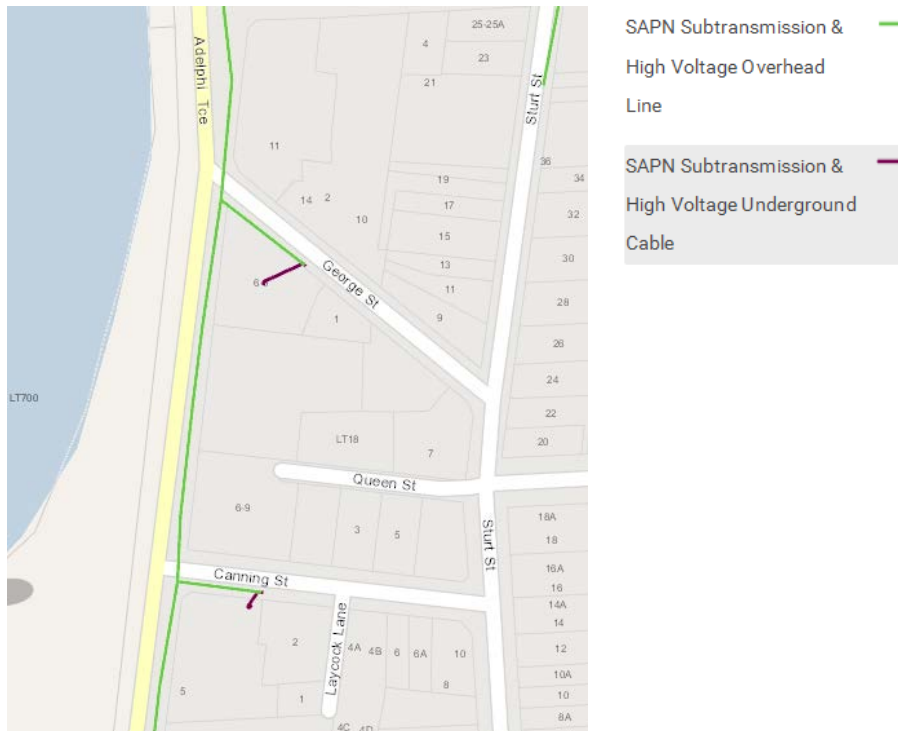 SAPN Subtransmission &
High Voltage Overhead
Line
SAPN Subtransmission &
High Voltage Underground
Cable
Adelphi Tce
25-25A
4
23
21
Sturt St
11
36
34
19
14
2
17
10
32
15
13
30
George St
11
28
1
9
26
24
LT700
22
LT18
20
7
Queen St
6-9
18A
3
5
18
Sturt St
16A
Canning St
16
14A
14
Laycock Lane
2
4A
4B
6
6A
10
12
10A
5
8
1
10
8A
4C
4D